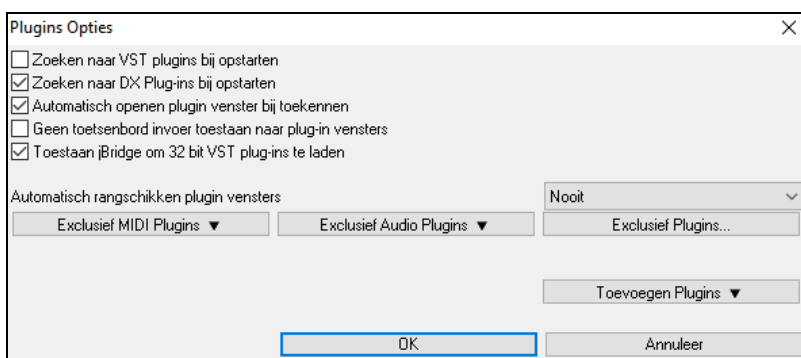 Plugins Opties
Zoeken naar VST plugins bij opstarten
Zoeken naar DX Plug-ins bij opstarten
Automatisch openen plugin venster bij toekennen
Geen toetsenbord invoer toestaan naar plug-in vensters
Toestaan jBridge om 32 bit VST plug-ins te laden
Automatisch rangschikken plugin vensters Nooit
Exclusief MIDI Plugins ▼ Exclusief Audio Plugins ▼ Exclusief Plugins...
Toevoegen Plugins ▼
OK Annuleer